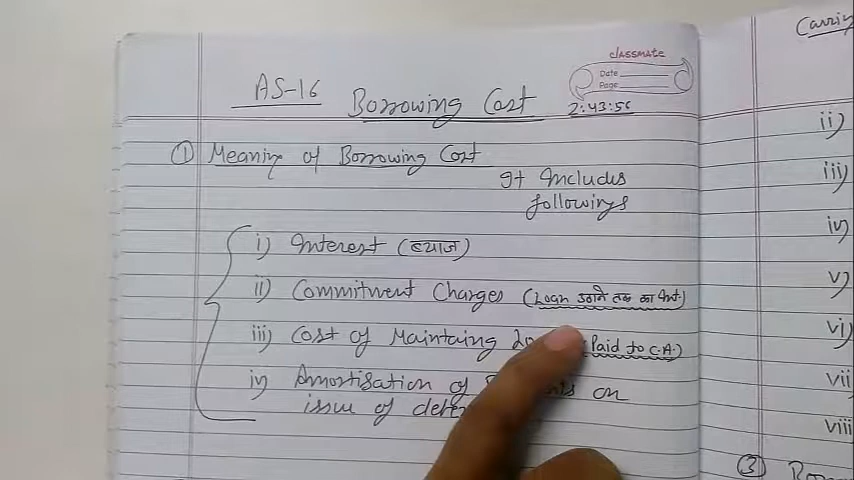 classmate
Date
Page
2:43:56
AS-16 Borrowing Cost
① Meaning of Borrowing Cost
It Includes
followings
i) Interest (ब्याज)
ii) Commitment Charges (Loan उठाने तक का Int.)
iii) Cost of Maintaing Paid to C.A.)
iv) Amortisation of on
issue of
Carryin
ii)
iii)
iv)
v)
vi)
vii
viii
③